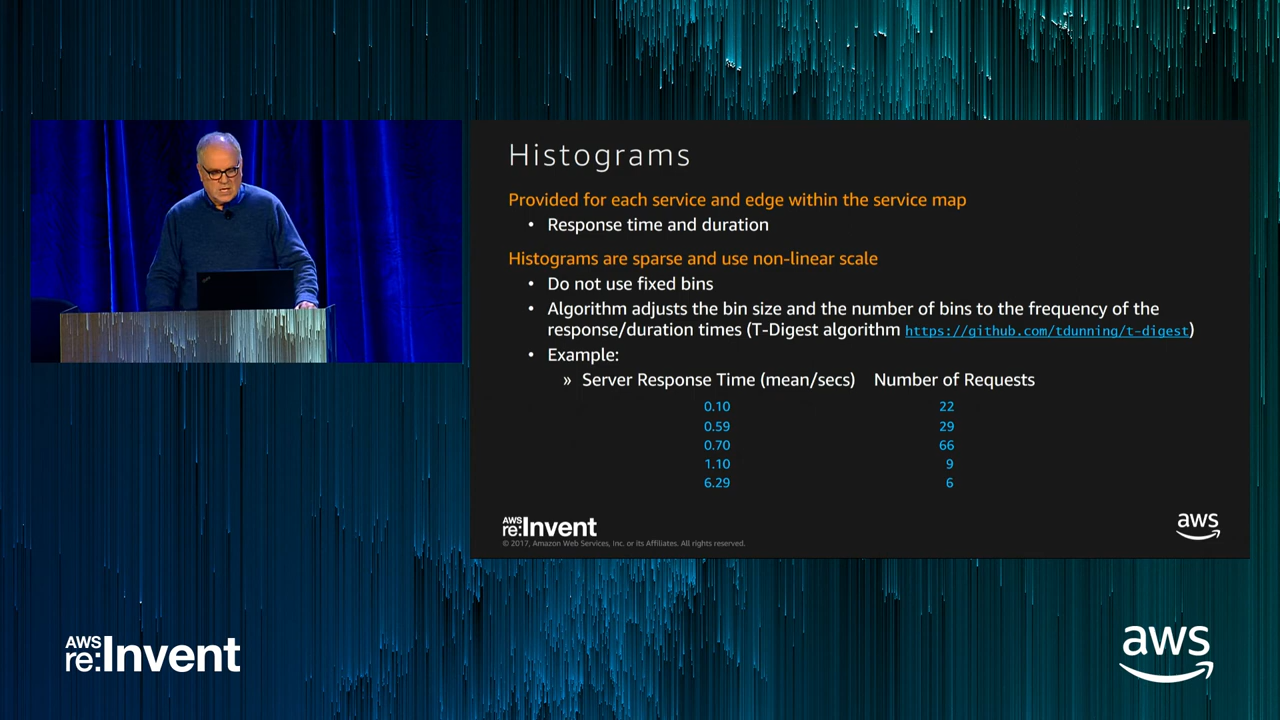 Histograms
Provided for each service and edge within the service map
• Response time and duration
Histograms are sparse and use non-linear scale
• Do not use fixed bins
• Algorithm adjusts the bin size and the number of bins to the frequency of the
response/duration times (T-Digest algorithm https://github.com/tdunning/t-digest)
• Example:
» Server Response Time (mean/secs) Number of Requests
0.10 22
0.59 29
0.70 66
1.10 9
6.29 6
AWS
re:Invent
© 2017, Amazon Web Services, Inc. or its Affiliates. All rights reserved.
aws
AWS
re:Invent
aws